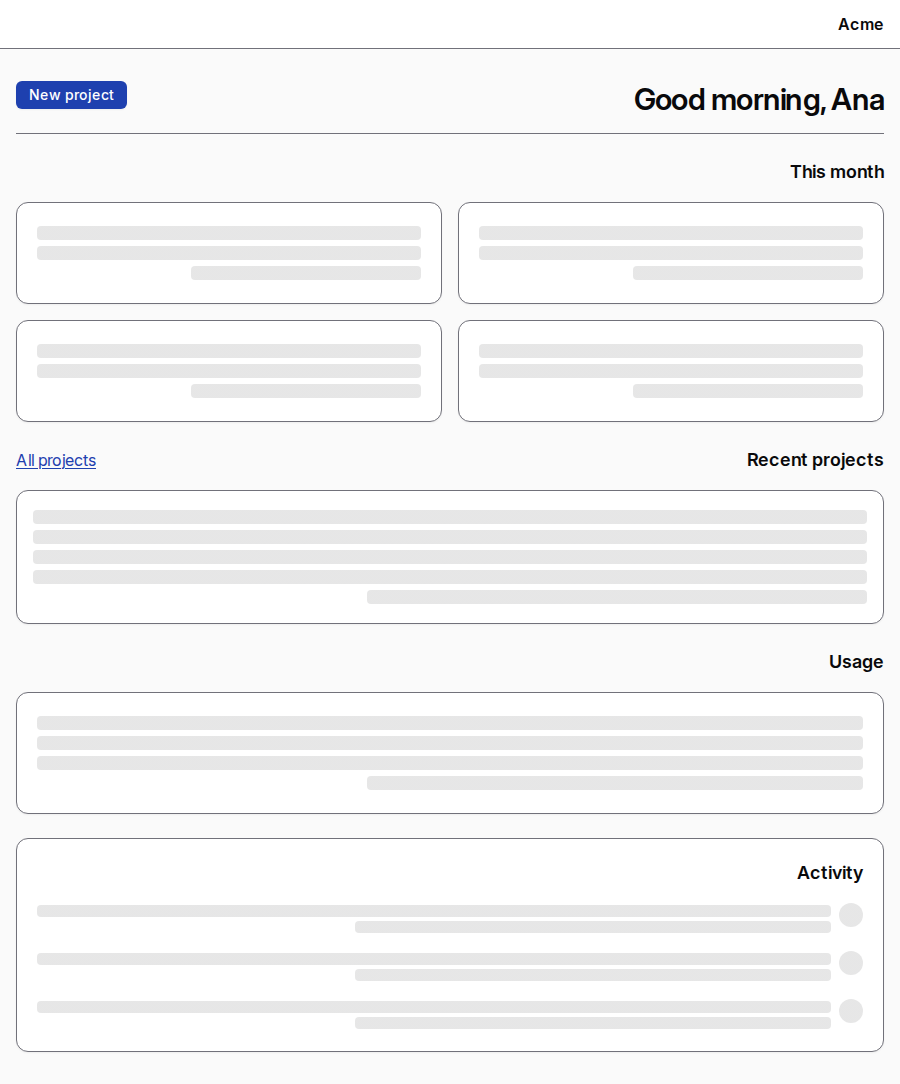 Acme
Good morning, Ana
New project
This month
Recent projects
All projects
Usage
Activity